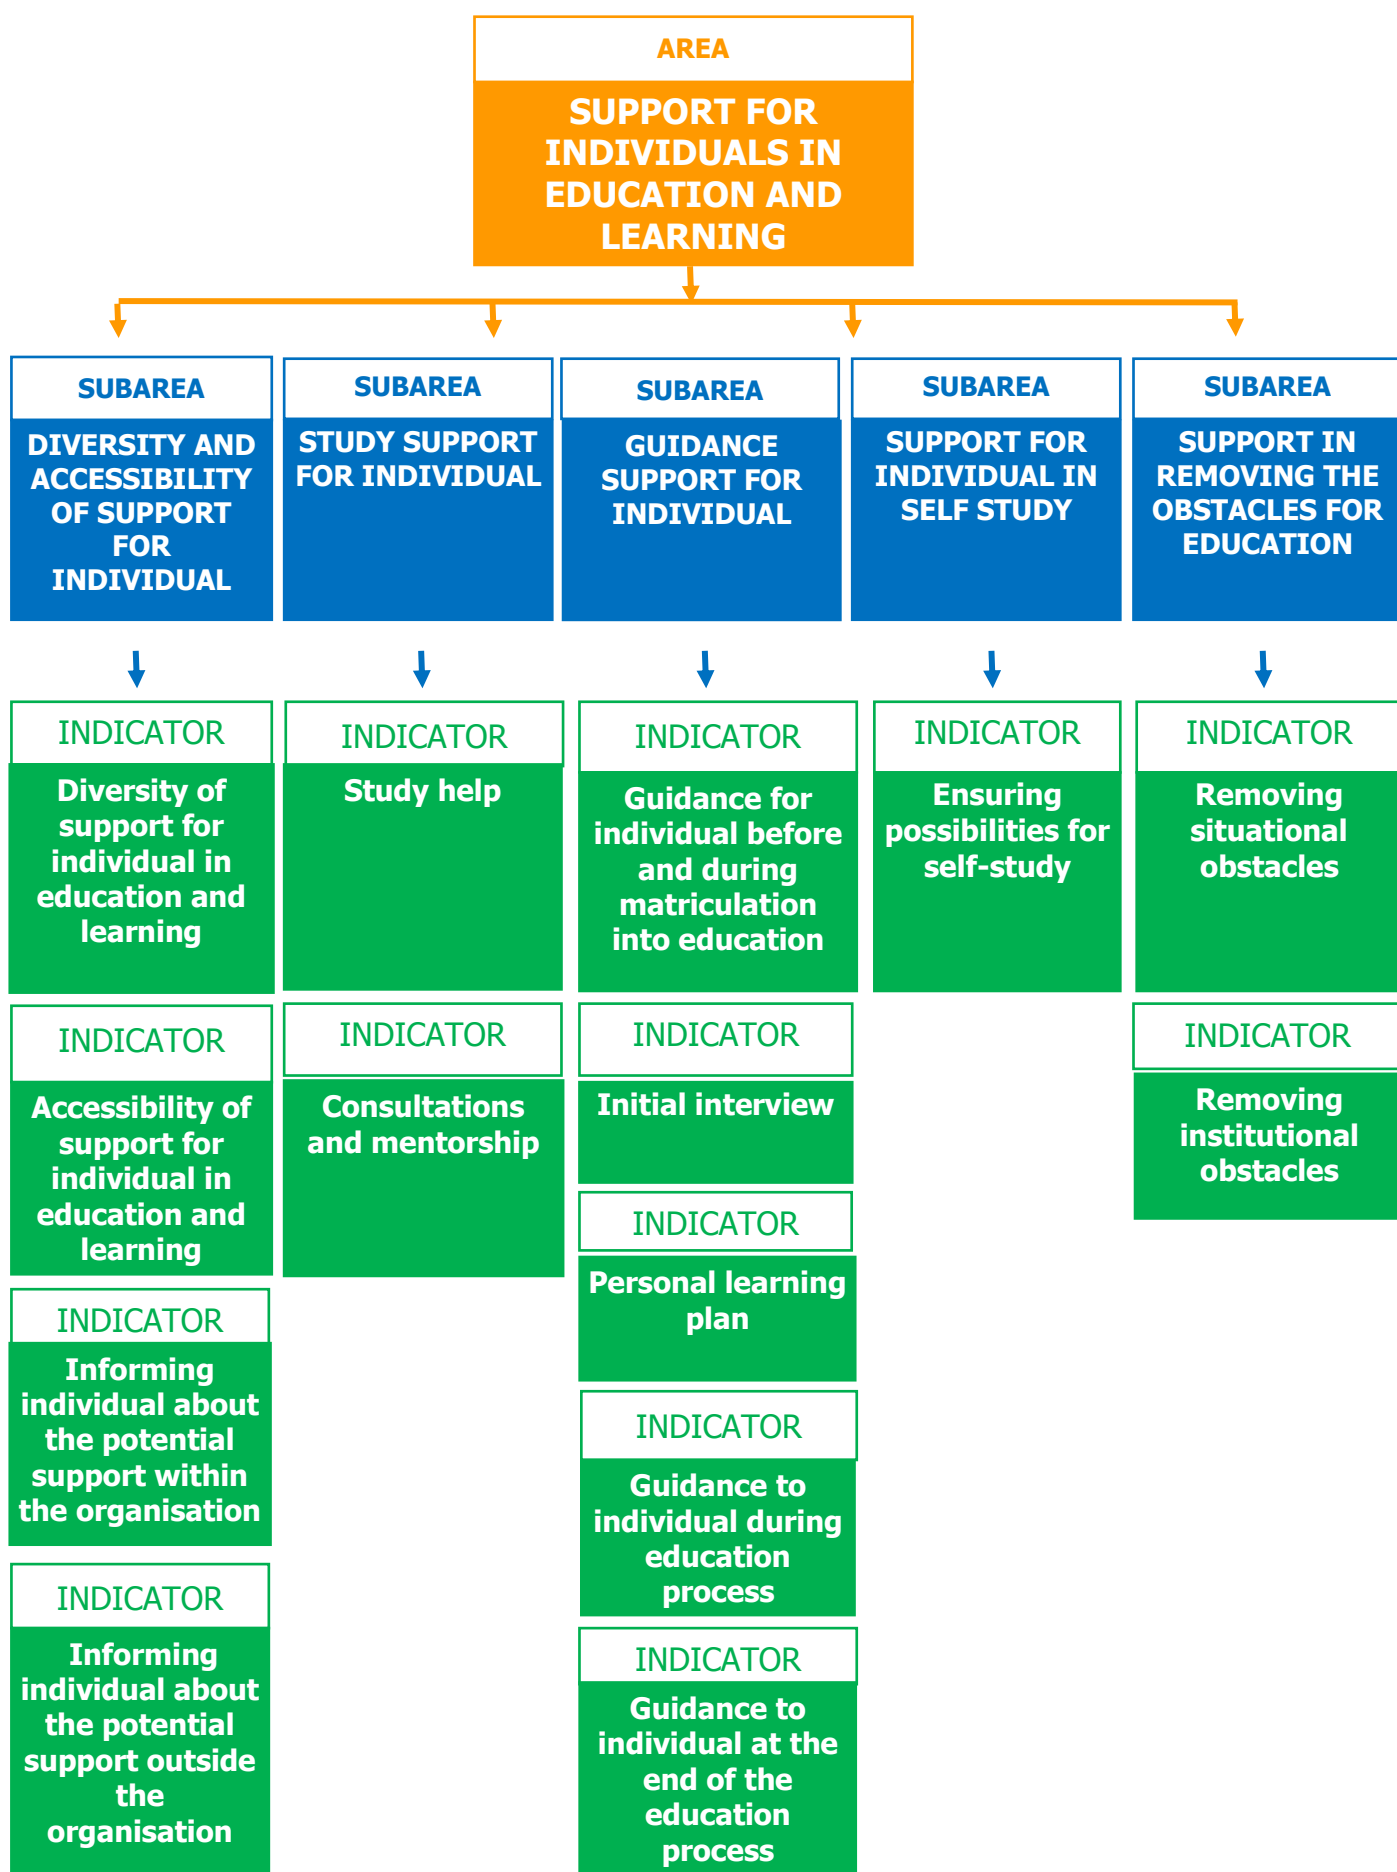 AREA
SUPPORT FOR
INDIVIDUALS IN
EDUCATION AND
LEARNING
SUBAREA
DIVERSITY AND
ACCESSIBILITY
OF SUPPORT
FOR
INDIVIDUAL
SUBAREA
STUDY SUPPORT
FOR INDIVIDUAL
SUBAREA
GUIDANCE
SUPPORT FOR
INDIVIDUAL
SUBAREA
SUPPORT FOR
INDIVIDUAL IN
SELF STUDY
SUBAREA
SUPPORT IN
REMOVING THE
OBSTACLES FOR
EDUCATION
INDICATOR
Diversity of
support for
individual in
education and
learning
INDICATOR
Accessibility of
support for
individual in
education and
learning
INDICATOR
Informing
individual about
the potential
support within
the organisation
INDICATOR
Informing
individual about
the potential
support outside
the
organisation
INDICATOR
Study help
INDICATOR
Consultations
and mentorship
INDICATOR
Guidance for
individual before
and during
matriculation
into education
INDICATOR
Initial interview
INDICATOR
Personal learning
plan
INDICATOR
Guidance to
individual during
education
process
INDICATOR
Guidance to
individual at the
end of the
education
process
INDICATOR
Ensuring
possibilities for
self-study
INDICATOR
Removing
situational
obstacles
INDICATOR
Removing
institutional
obstacles